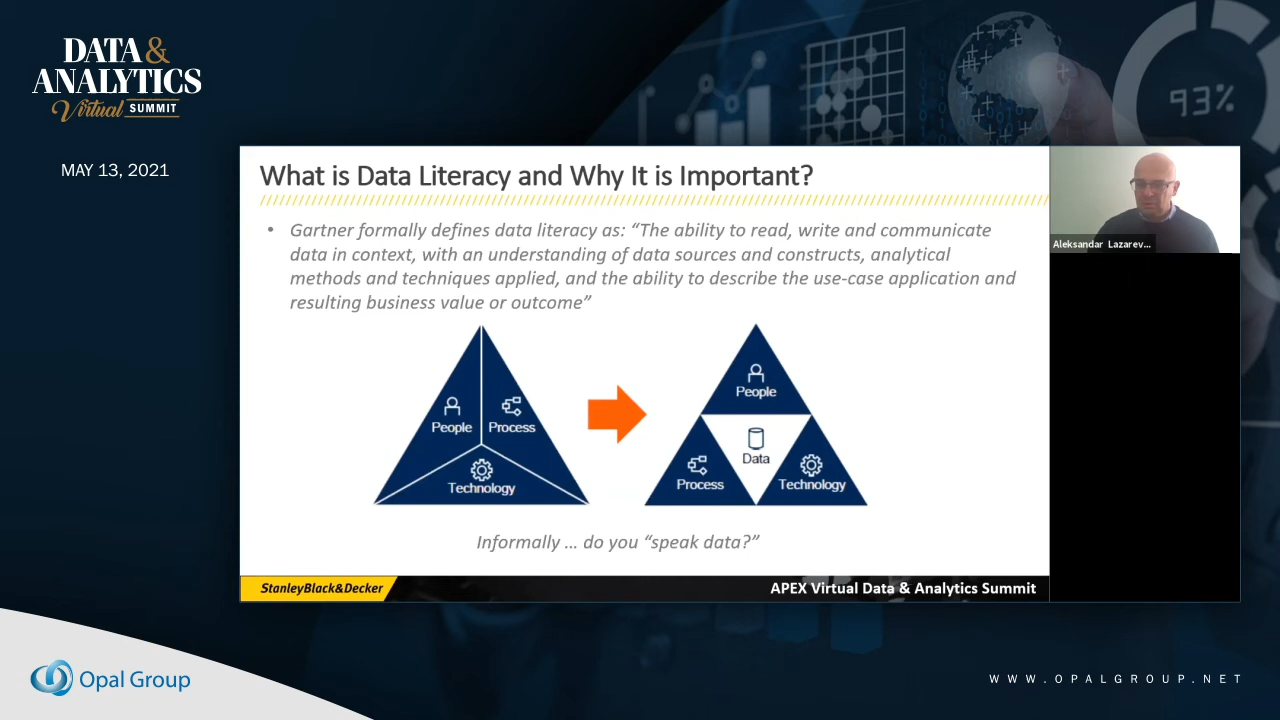 DATA &
ANALYTICS
Virtual SUMMIT
MAY 13, 2021
93%
What is Data Literacy and Why It is Important?
• Gartner formally defines data literacy as: “The ability to read, write and communicate
data in context, with an understanding of data sources and constructs, analytical
methods and techniques applied, and the ability to describe the use-case application and
resulting business value or outcome”
Aleksandar Lazarev...
People
Process
Technology
People
Data
Process
Technology
Informally ... do you “speak data?”
StanleyBlack&Decker
APEX Virtual Data & Analytics Summit
Opal Group
WWW.OPALGROUP.NET